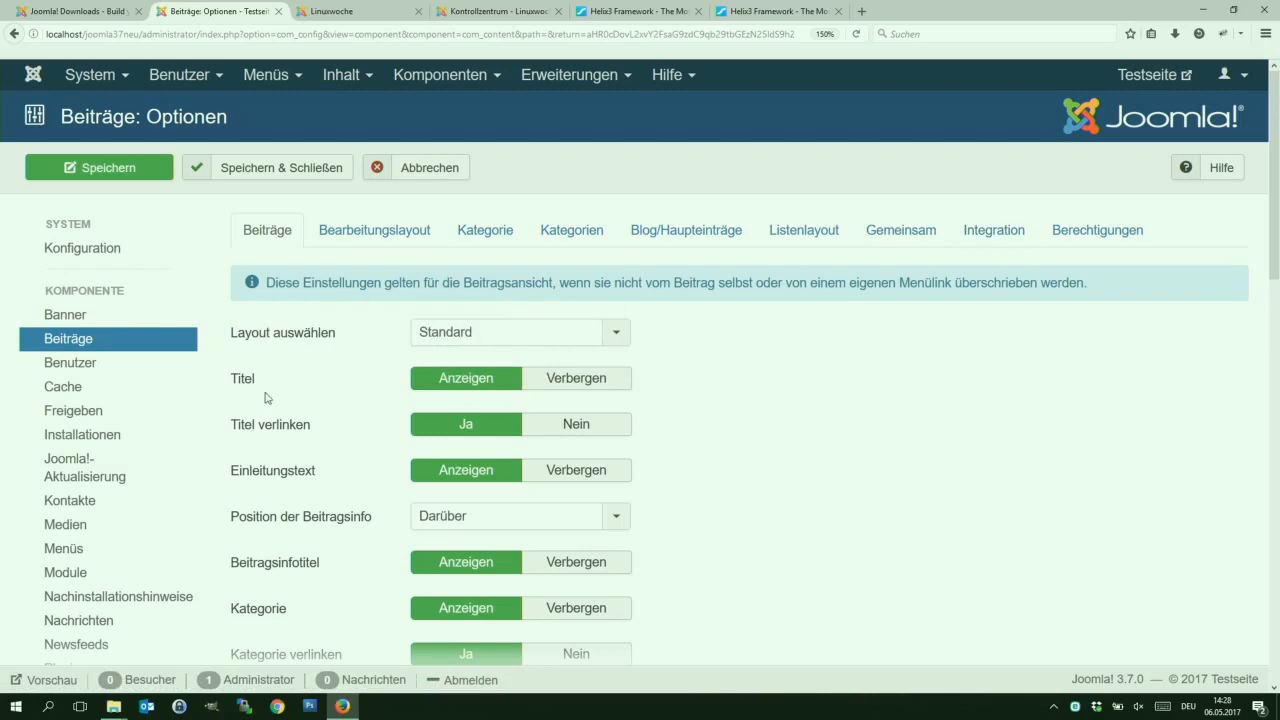 Joomla! Downloads - Build y
Beiträge: Optionen - Testseit
Linuxwoche
Kontrollzentrum - Linuxwoc
Helix3 Framework - The Mos
Helix3 Framework - The Mos
localhost/joomla37neu/administrator/index.php?option=com_config&view=component&component=com_content&path=&return=
150%
Suchen
System
Benutzer
Menüs
Inhalt
Komponenten
Erweiterungen
Hilfe
Testseite
Beiträge: Optionen
Joomla!®
Speichern
Speichern & Schließen
Abbrechen
Hilfe
SYSTEM
Konfiguration
KOMPONENTE
Banner
Beiträge
Benutzer
Cache
Freigeben
Installationen
Joomla!-
Aktualisierung
Kontakte
Medien
Menüs
Module
Nachinstallationshinweise
Nachrichten
Newsfeeds
Beiträge
Bearbeitungslayout
Kategorie
Kategorien
Blog/Haupteinträge
Listenlayout
Gemeinsam
Integration
Berechtigungen
Diese Einstellungen gelten für die Beitragsansicht, wenn sie nicht vom Beitrag selbst oder von einem eigenen Menülink überschrieben werden.
Layout auswählen Standard
Titel Anzeigen Verbergen
Titel verlinken Ja Nein
Einleitungstext Anzeigen Verbergen
Position der Beitragsinfo Darüber
Beitragsinfotitel Anzeigen Verbergen
Kategorie Anzeigen Verbergen
Kategorie verlinken Ja Nein
Vorschau 0 Besucher 1 Administrator 0 Nachrichten Abmelden
Joomla! 3.7.0 — © 2017 Testseite
DEU
14:28
06.05.2017
2